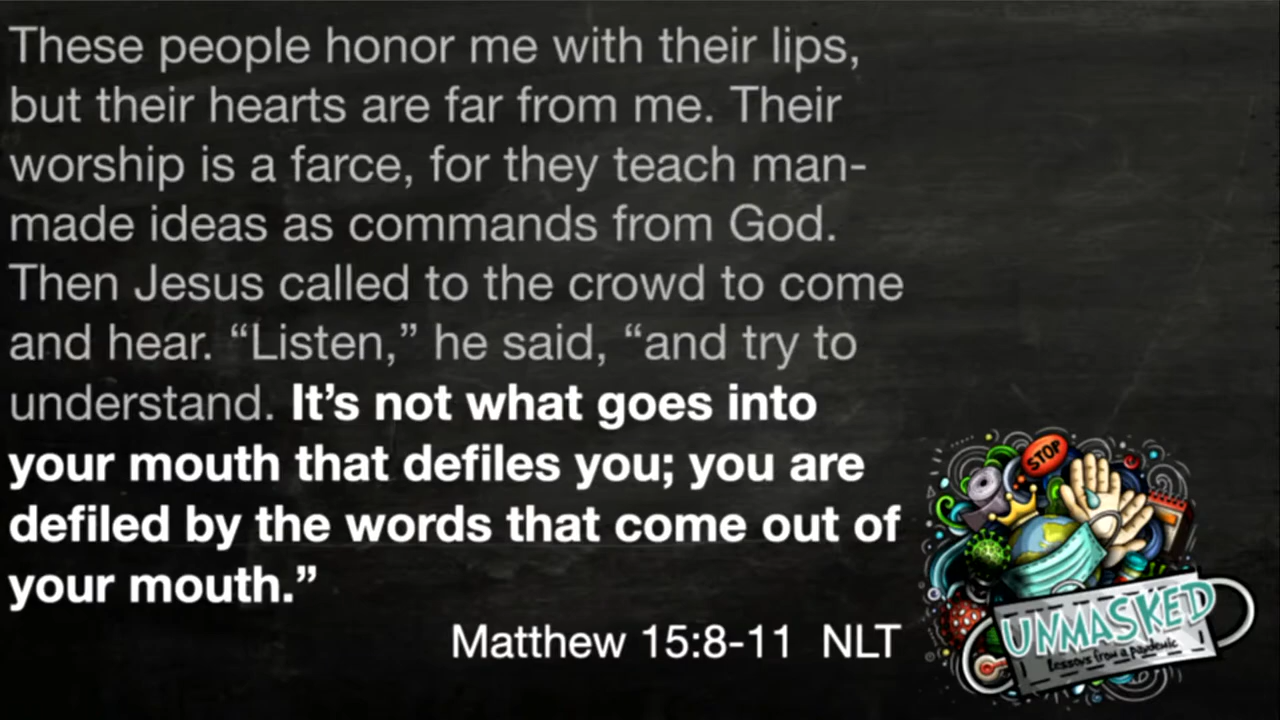 These people honor me with their lips,
but their hearts are far from me. Their
worship is a farce, for they teach man-
made ideas as commands from God.
Then Jesus called to the crowd to come
and hear. “Listen,” he said, “and try to
understand. It’s not what goes into
your mouth that defiles you; you are
defiled by the words that come out of
your mouth.”
Matthew 15:8-11 NLT
STOP
UNMASKED
Lessons from a pandemic